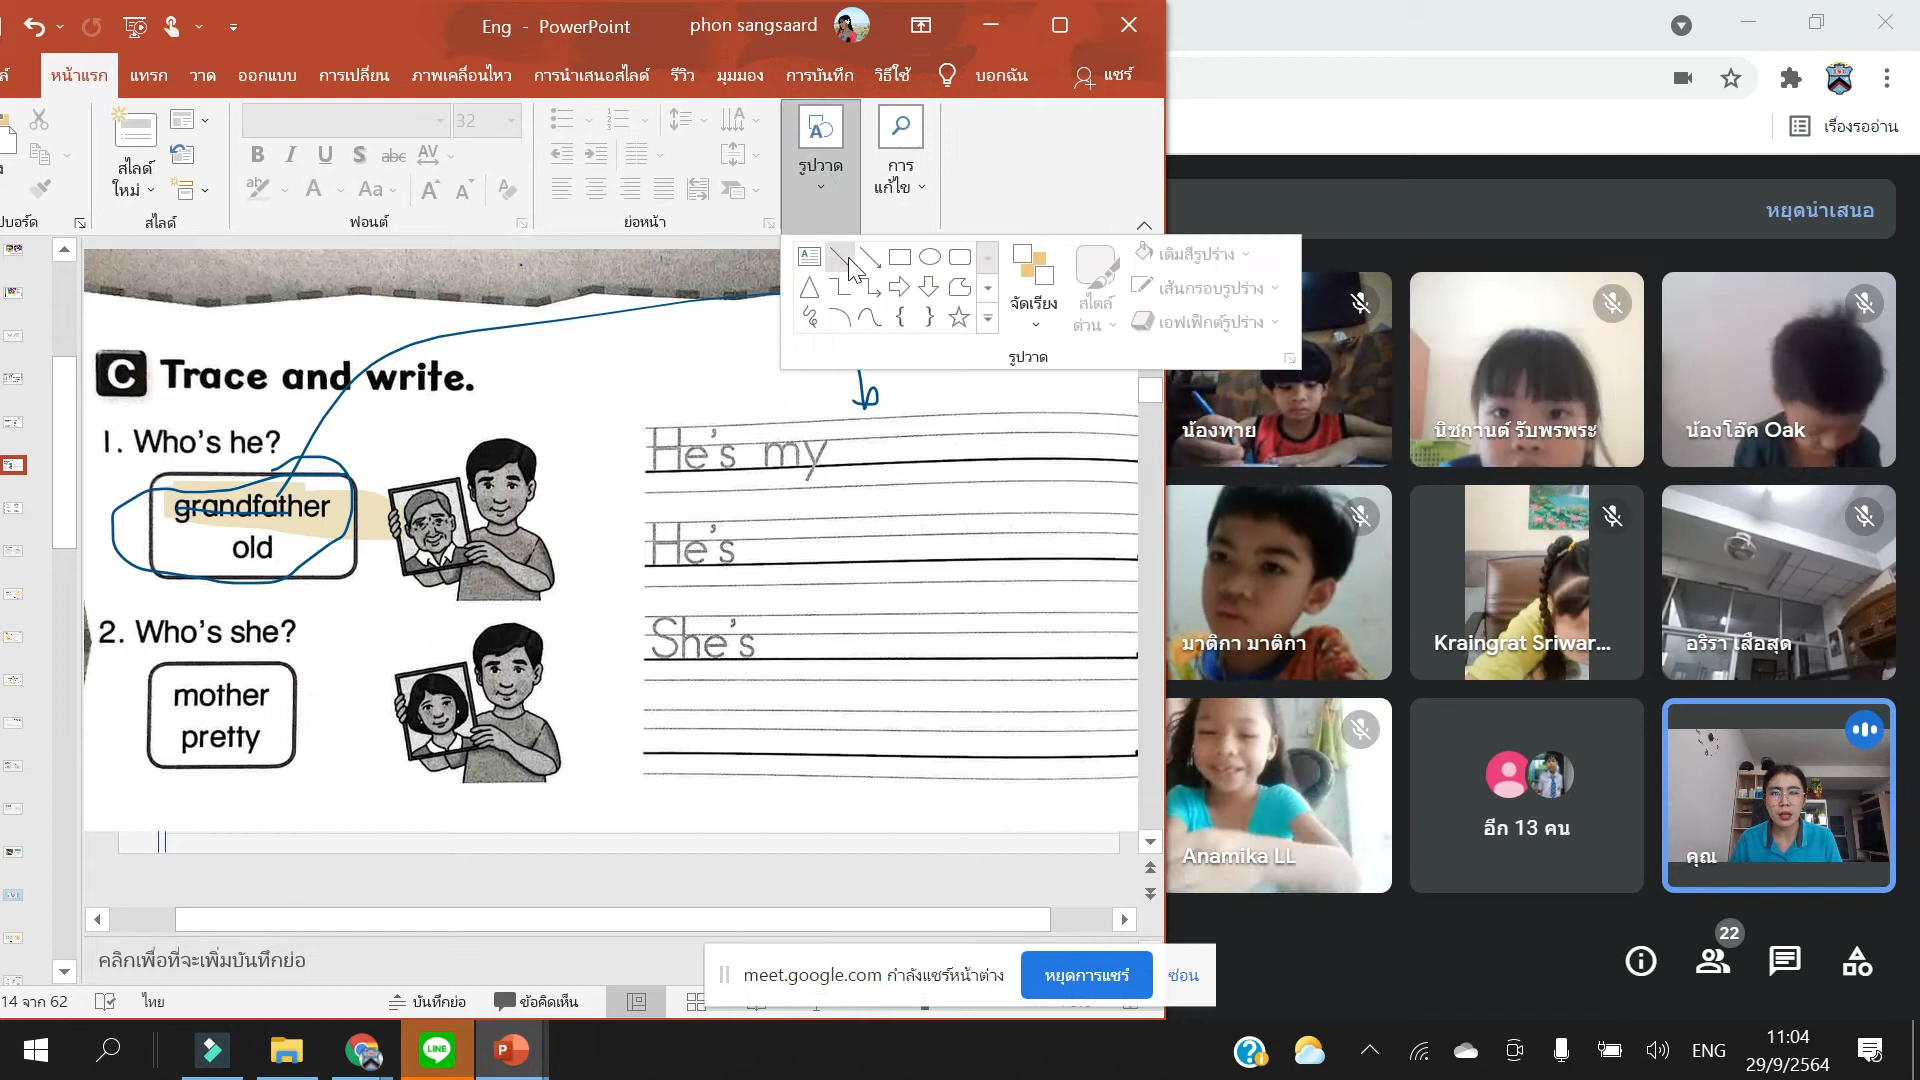 Eng - PowerPoint
phon sangsaard
หน้าแรก
แทรก
วาด
ออกแบบ
การเปลี่ยน
ภาพเคลื่อนไหว
การนำเสนอสไลด์
รีวิว
มุมมอง
การบันทึก
วิธีใช้
บอกฉัน
แชร์
เรื่องรออ่าน
32
สไลด์
ใหม่
รูปวาด
การ
แก้ไข
สไลด์
ฟอนต์
ย่อหน้า
หยุดนำเสนอ
เติมสีรูปร่าง
เส้นกรอบรูปร่าง
เอฟเฟ็กต์รูปร่าง
จัดเรียง
สไตล์
ด่วน
รูปวาด
C Trace and write.
1. Who's he?
grandfather
old
He's my
He's
2. Who's she?
mother
pretty
She's
น้องทาย
นิชกานต์ รับพรพระ
น้องโอ๊ค Oak
มาติกา มาติกา
Kraingrat Sriwar...
อริรา เสือสุด
Anamika LL
อีก 13 คน
คุณ
22
คลิกเพื่อที่จะเพิ่มบันทึกย่อ
meet.google.com กำลังแชร์หน้าต่าง
หยุดการแชร์
ซ่อน
14 จาก 62
ไทย
บันทึกย่อ
ข้อคิดเห็น
LINE
ENG
11:04
29/9/2564